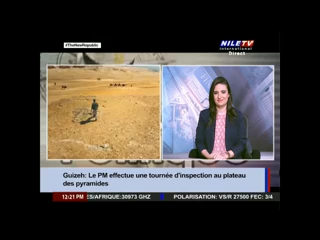 #TheNewRepublic
NILE TV
International
Direct
Guizeh: Le PM effectue une tournée d'inspection au plateau
des pyramides
12:21 PM
ES/AFRIQUE:30973 GHZ
POLARISATION: VS/R 27500 FEC: 3/4